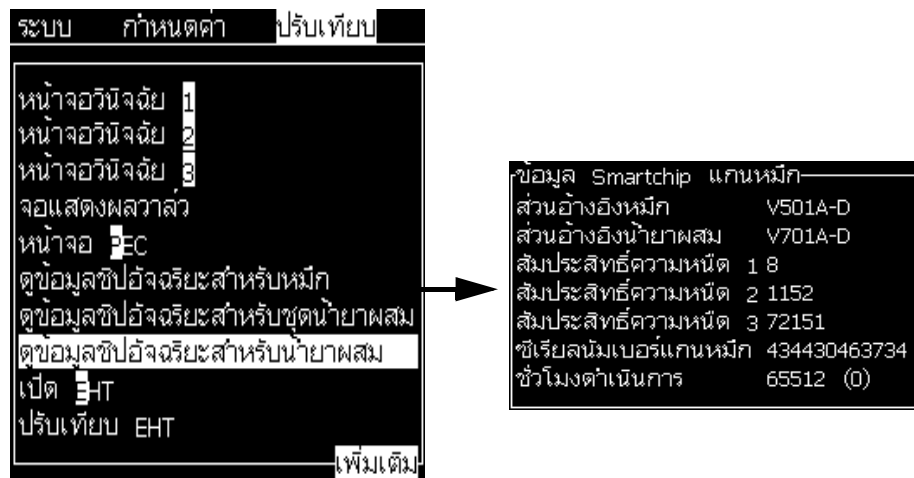 ระบบ กำหนดค่า ปรับเทียบ
หน้าจอวินิจฉัย 1
หน้าจอวินิจฉัย 2
หน้าจอวินิจฉัย 3
จอแสดงผลวาล์ว
หน้าจอ PEC
ดูข้อมูลชิปอัจฉริยะสำหรับหมึก
ดูข้อมูลชิปอัจฉริยะสำหรับชุดน้ำยาผสม
ดูข้อมูลชิปอัจฉริยะสำหรับน้ำยาผสม
เปิด EHT
ปรับเทียบ EHT
เพิ่มเติม
ข้อมูล Smartchip แกนหมึก
ส่วนอ้างอิงหมึก V501A-D
ส่วนอ้างอิงน้ำยาผสม V701A-D
สัมประสิทธิ์ความหนืด 1 8
สัมประสิทธิ์ความหนืด 2 1152
สัมประสิทธิ์ความหนืด 3 72151
ซีเรียลนัมเบอร์แกนหมึก 434430463734
ชั่วโมงดำเนินการ 65512 (0)